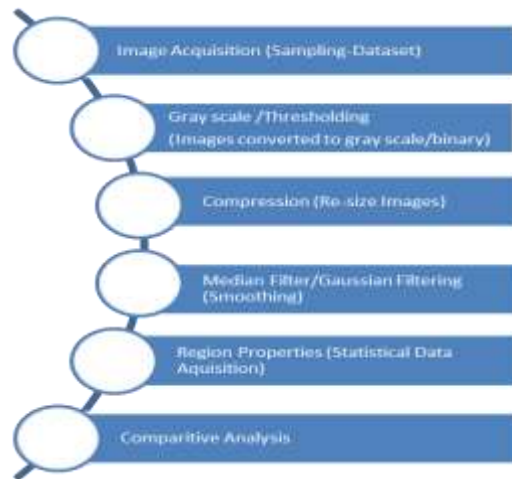 Image Acquisition (Sampling-Dataset)
Gray scale /Thresholding
(Images converted to gray scale/binary)
Compression (Re-size Images)
Median Filter/Gaussian Filtering
(Smoothing)
Region Properties (Statistical Data
Aquisition)
Comparitive Analysis